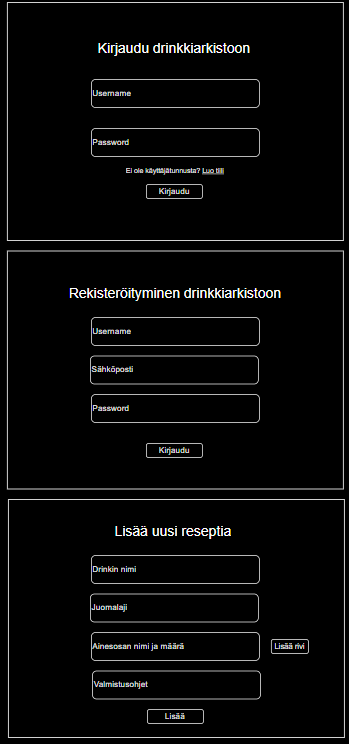 Kirjaudu drinkkiarkistoon
Username
Password
Ei ole käyttäjätunnusta? Luo tili
Kirjaudu
Rekisteröityminen drinkkiarkistoon
Username
Sähköposti
Password
Kirjaudu
Lisää uusi reseptia
Drinkin nimi
Juomalaji
Ainesosan nimi ja määrä
Lisää rivi
Valmistusohjet
Lisää